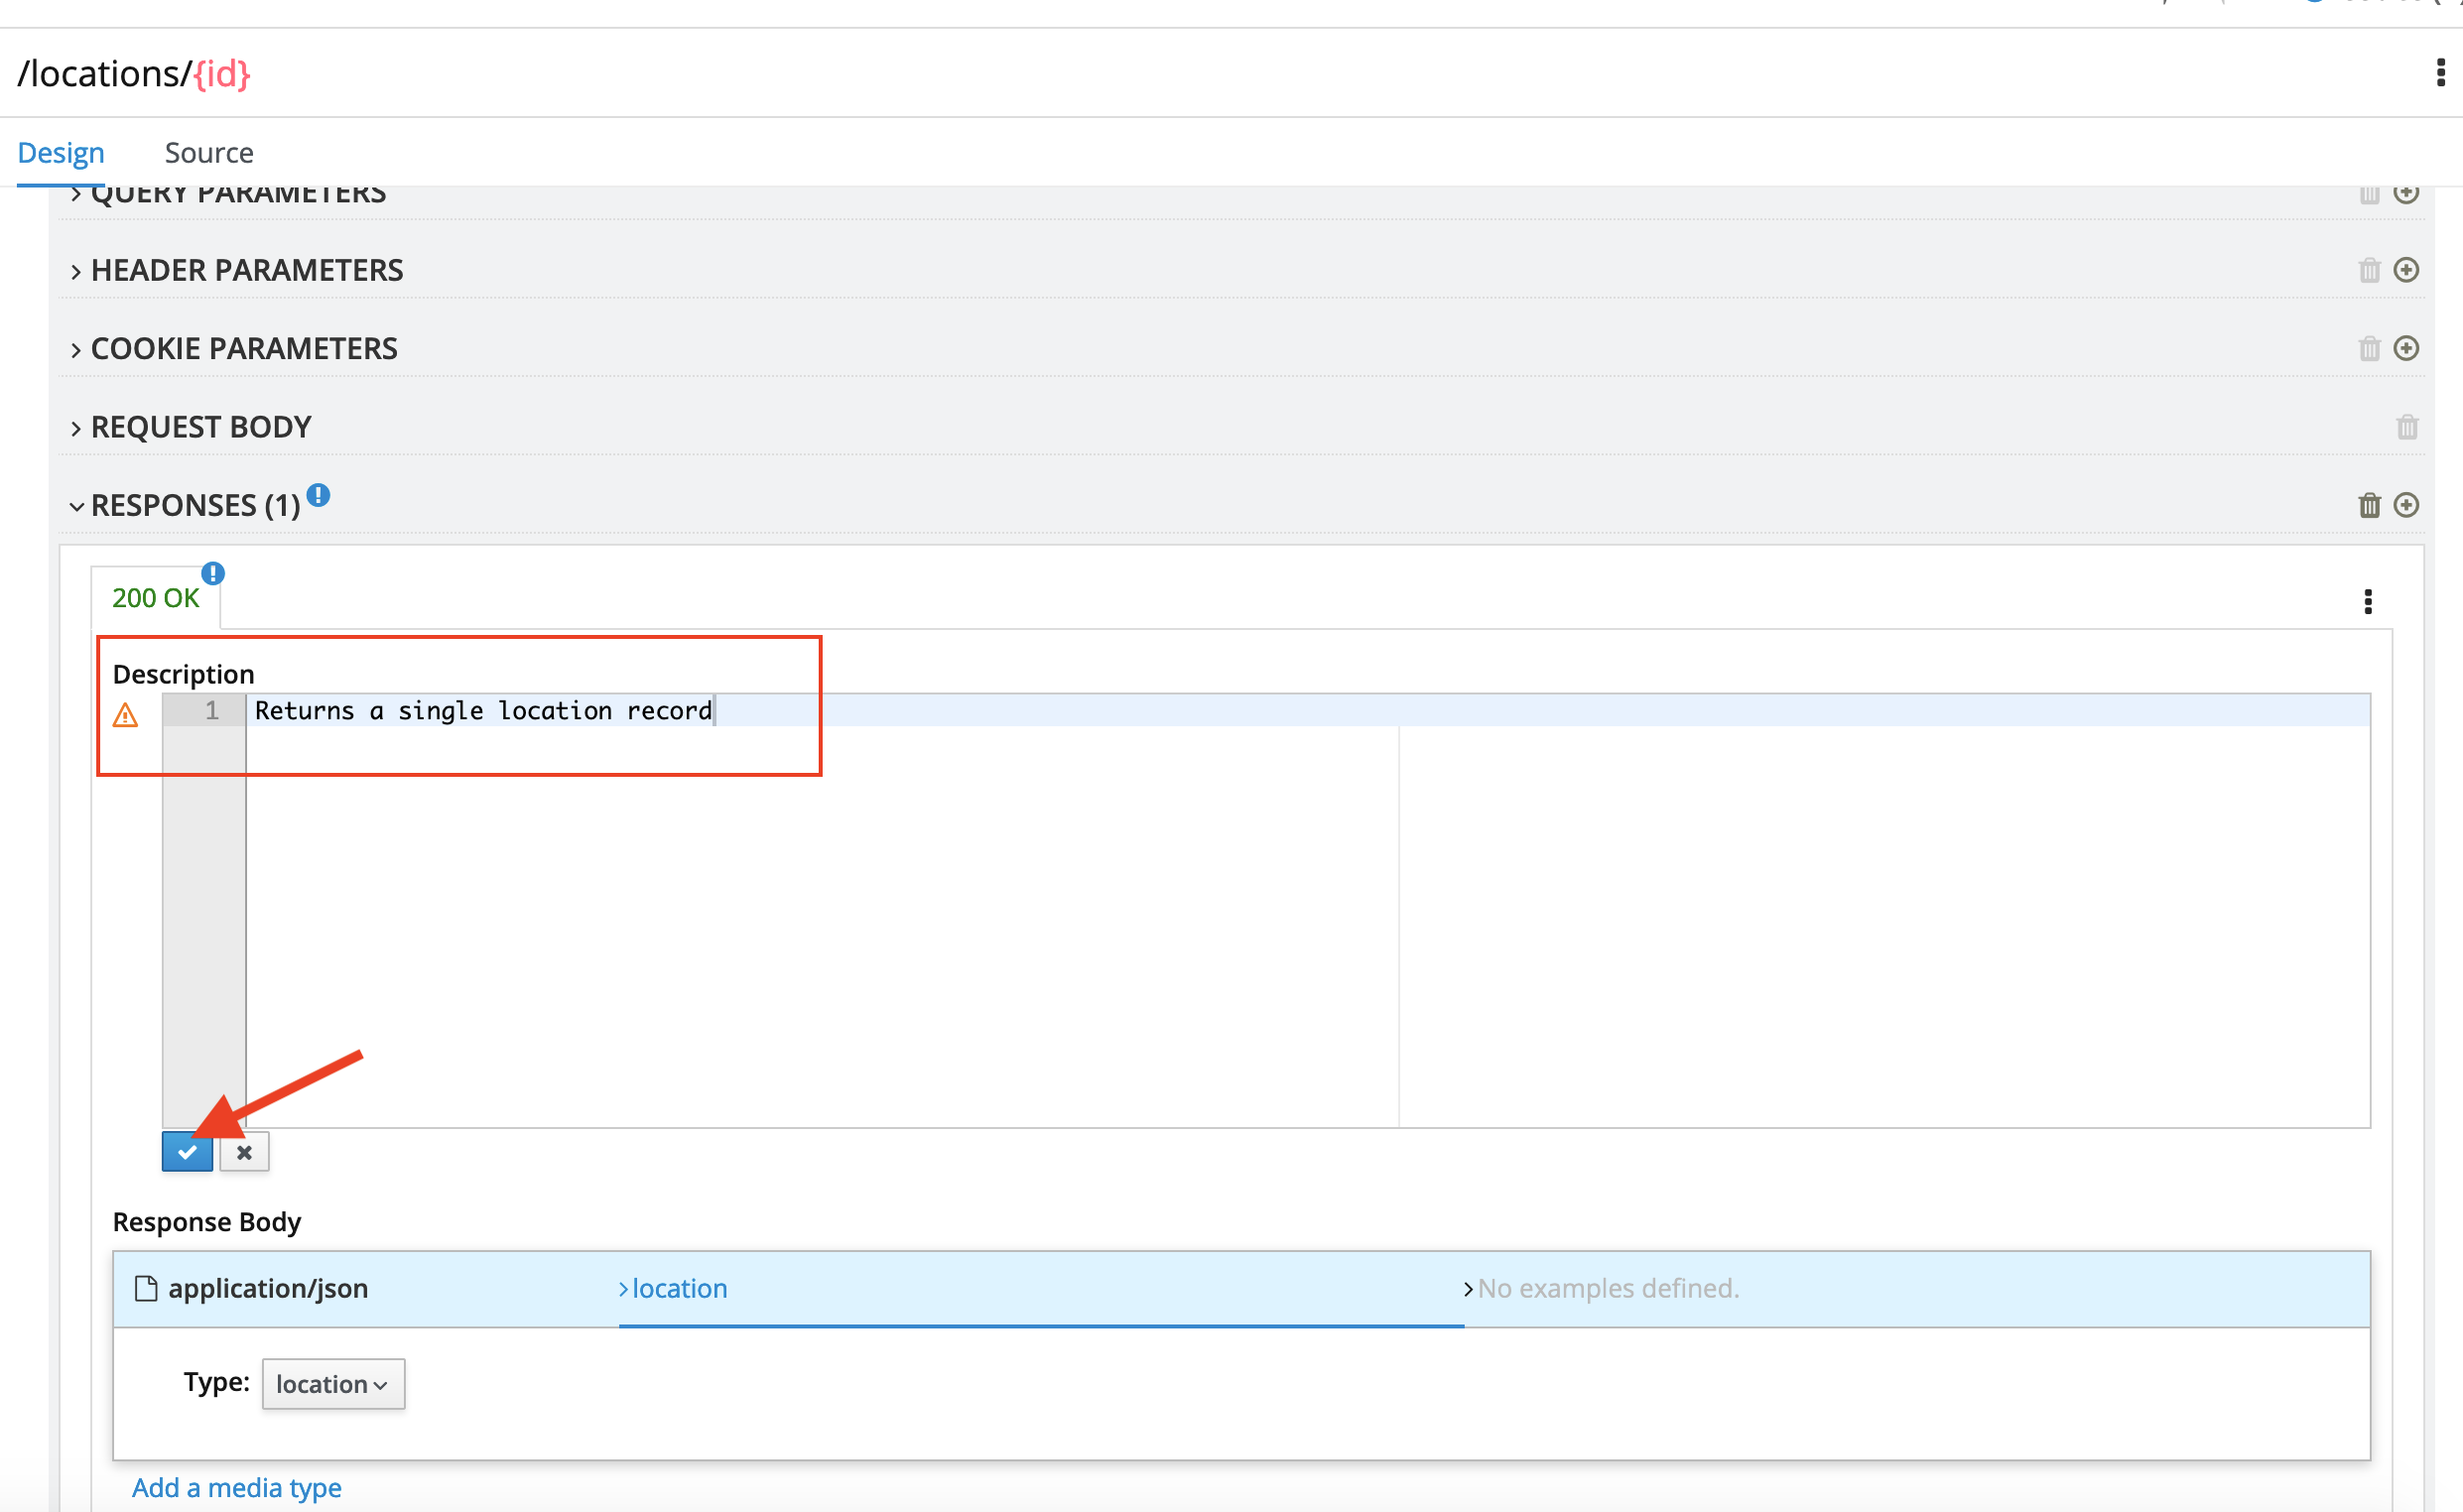 /locations/{id}
Design Source
QUERY PARAMETERS
HEADER PARAMETERS
COOKIE PARAMETERS
REQUEST BODY
RESPONSES (1)
200 OK
Description
1 Returns a single location record
Response Body
application/json location No examples defined.
Type: location
Add a media type